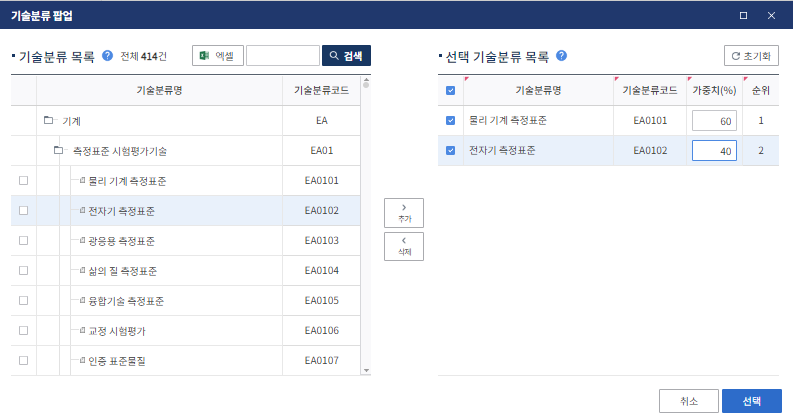 기술분류 팝업
기술분류 목록 ? 전체 414건 엑셀 검색
기술분류명 기술분류코드
기계 EA
측정표준 시험평가기술 EA01
물리 기계 측정표준 EA0101
전자기 측정표준 EA0102
광응용 측정표준 EA0103
삶의 질 측정표준 EA0104
융합기술 측정표준 EA0105
교정 시험평가 EA0106
인증 표준물질 EA0107
추가
삭제
선택 기술분류 목록 ? 초기화
기술분류명 기술분류코드 가중치(%) 순위
물리 기계 측정표준 EA0101 60 1
전자기 측정표준 EA0102 40 2
취소 선택